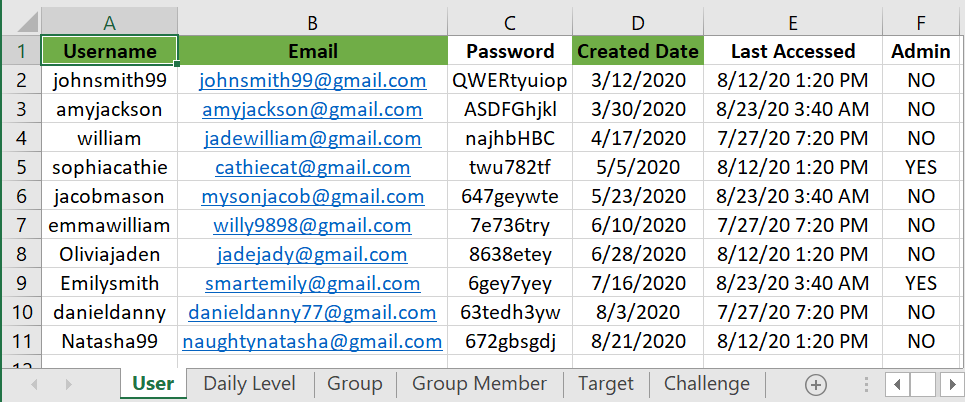 A B C D E F
1 Username Email Password Created Date Last Accessed Admin
2 johnsmith99 johnsmith99@gmail.com QWERtyuiop 3/12/2020 8/12/20 1:20 PM NO
3 amyjackson amyjackson@gmail.com ASDFGhjkl 3/30/2020 8/23/20 3:40 AM NO
4 william jadewilliam@gmail.com najhbHBC 4/17/2020 7/27/20 7:20 PM NO
5 sophiacathie cathiecat@gmail.com twu782tf 5/5/2020 8/12/20 1:20 PM YES
6 jacobmason mysonjacob@gmail.com 647geywte 5/23/2020 8/23/20 3:40 AM NO
7 emmawilliam willy9898@gmail.com 7e736try 6/10/2020 7/27/20 7:20 PM NO
8 Oliviajaden jadejady@gmail.com 8638etey 6/28/2020 8/12/20 1:20 PM NO
9 Emilysmith smartemily@gmail.com 6gey7yey 7/16/2020 8/23/20 3:40 AM YES
10 danieldanny danieldanny77@gmail.com 63tedh3yw 8/3/2020 7/27/20 7:20 PM NO
11 Natasha99 naughtynatasha@gmail.com 672gbsgdj 8/21/2020 8/12/20 1:20 PM NO
User Daily Level Group Group Member Target Challenge